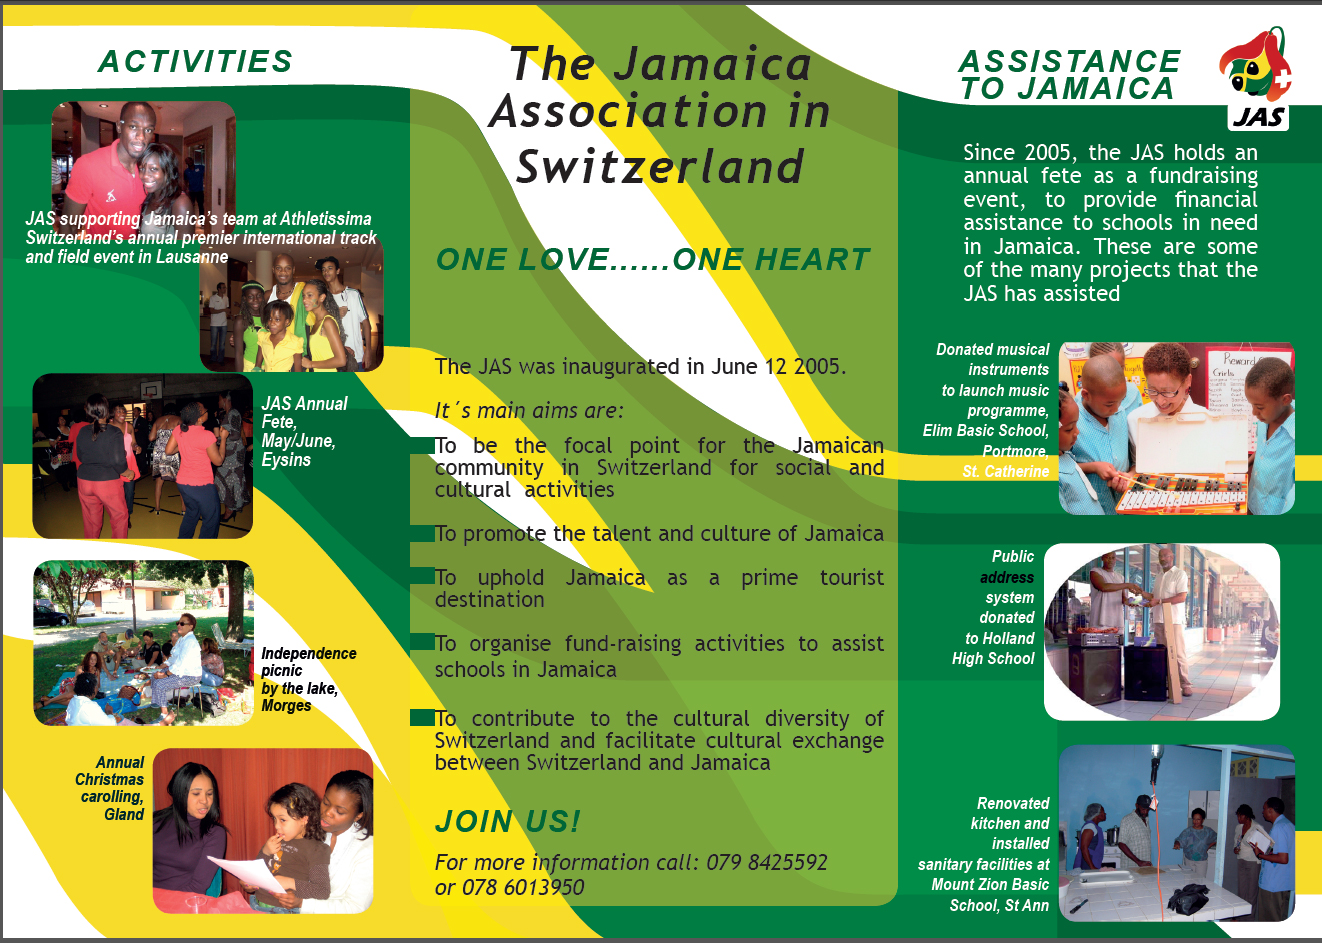 ACTIVITIES
JAS supporting Jamaica's team at Athletissima
Switzerland's annual premier international track
and field event in Lausanne
JAS Annual
Fete,
May/June,
Eysins
Independence
picnic
by the lake,
Morges
Annual
Christmas
carolling,
Gland
The Jamaica
Association in
Switzerland
ONE LOVE......ONE HEART
The JAS was inaugurated in June 12 2005.
It´s main aims are:
To be the focal point for the Jamaican
community in Switzerland for social and
cultural activities
To promote the talent and culture of Jamaica
To uphold Jamaica as a prime tourist
destination
To organise fund-raising activities to assist
schools in Jamaica
To contribute to the cultural diversity of
Switzerland and facilitate cultural exchange
between Switzerland and Jamaica
JOIN US!
For more information call: 079 8425592
or 078 6013950
ASSISTANCE
TO JAMAICA
JAS
Since 2005, the JAS holds an
annual fete as a fundraising
event, to provide financial
assistance to schools in need
in Jamaica. These are some
of the many projects that the
JAS has assisted
Donated musical
instruments
to launch music
programme,
Elim Basic School,
Portmore,
St. Catherine
Public
address
system
donated
to Holland
High School
Renovated
kitchen and
installed
sanitary facilities at
Mount Zion Basic
School, St Ann